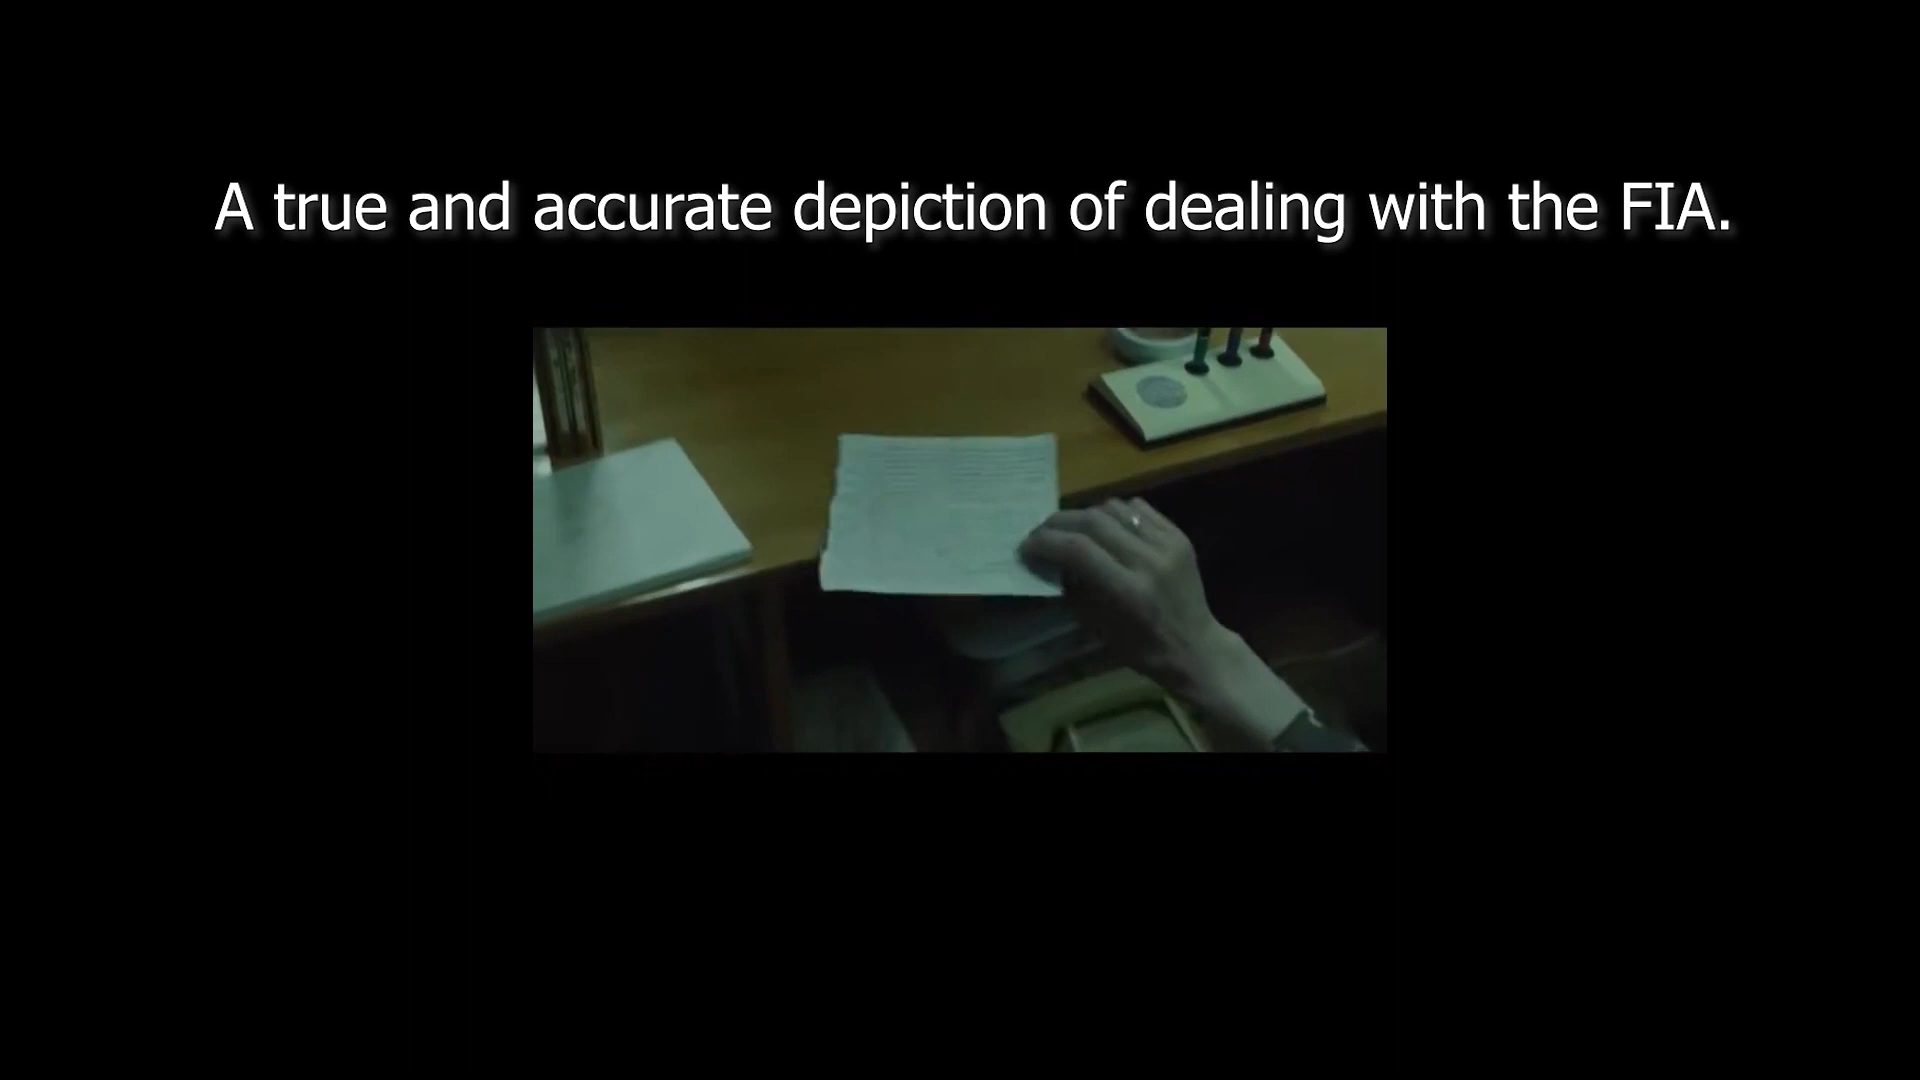 A true and accurate depiction of dealing with the FIA.